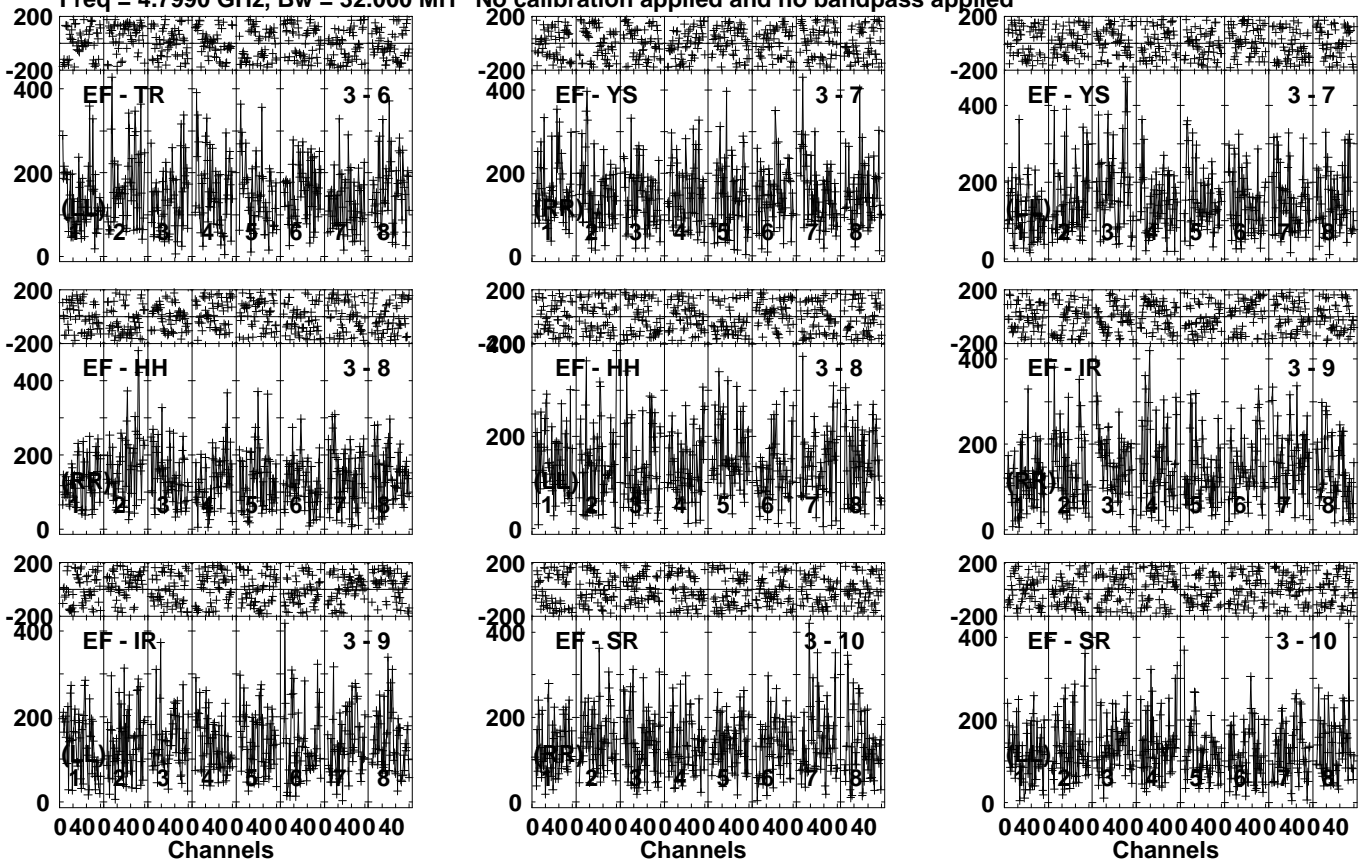 Freq = 4.7990 GHz, Bw = 32.000 MH No calibration applied and no bandpass applied
200 200 200
-200 -200 -200
EF - TR 3 - 6 EF - YS 3 - 7 EF - YS 3 - 7
400 400 400
200 200 200
(LL) (RR) (LL)
1 2 3 4 5 6 7 8 1 2 3 4 5 6 7 8 1 2 3 4 5 6 7 8
0 0 0
200 200 200
-200 -200 -200
400 400
EF - HH 3 - 8 EF - HH 3 - 8 EF - IR 3 - 9
400
200 200 200
(RR) (LL) (RR)
1 2 3 4 5 6 7 8 1 2 3 4 5 6 7 8 1 2 3 4 5 6 7 8
0 0 0
200 200 200
-200 -200 -200
400 400 400
EF - IR 3 - 9 EF - SR 3 - 10 EF - SR 3 - 10
200 200 200
(LL) (RR) (LL)
1 2 3 4 5 6 7 8 1 2 3 4 5 6 7 8 1 2 3 4 5 6 7 8
0 0 0
0 40 0 40 0 40 0 40 0 40 0 40 0 40 0 40 0 40 0 40 0 40 0 40 0 40 0 40 0 40 0 40 0 40 0 40 0 40 0 40 0 40 0 40 0 40 0 40
Channels Channels Channels